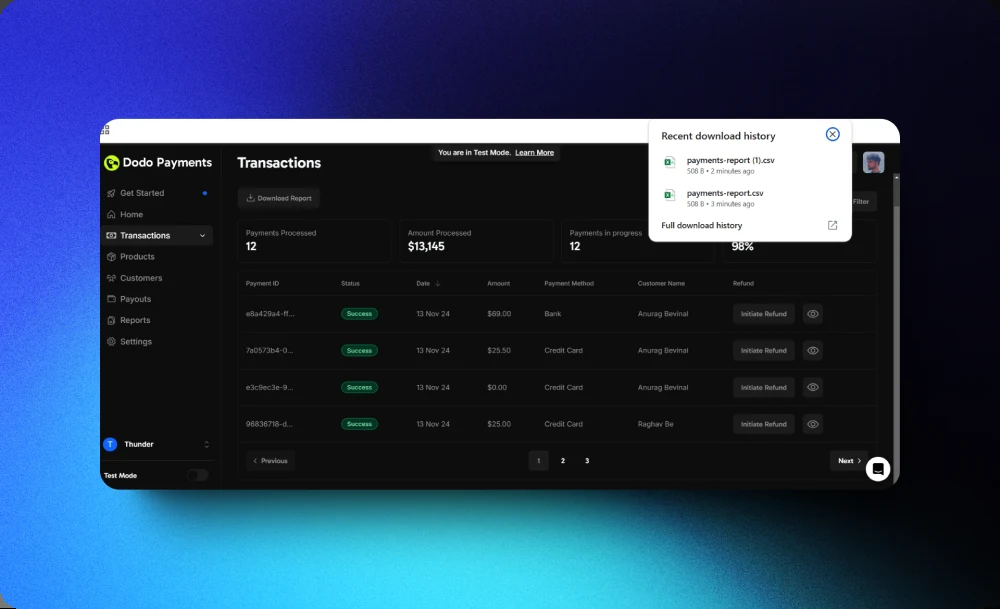 Recent download history
payments-report (1).csv
508 B • 2 minutes ago
payments-report.csv
508 B • 3 minutes ago
Full download history
Dodo Payments
Get Started
Home
Transactions
Products
Customers
Payouts
Reports
Settings
T Thunder
Test Mode
You are in Test Mode. Learn More
Transactions
Download Report
Filter
Payments Processed
12
Amount Processed
$13,145
Payments in progress
12
98%
Payment ID Status Date ↓ Amount Payment Method Customer Name Refund
e8a429a4-ff... Success 13 Nov 24 $69.00 Bank Anurag Bevinal Initiate Refund
7a0573b4-0... Success 13 Nov 24 $25.50 Credit Card Anurag Bevinal Initiate Refund
e3c9ec3e-9... Success 13 Nov 24 $0.00 Credit Card Anurag Bevinal Initiate Refund
96836718-d... Success 13 Nov 24 $25.00 Credit Card Raghav Be Initiate Refund
‹ Previous 1 2 3 Next ›